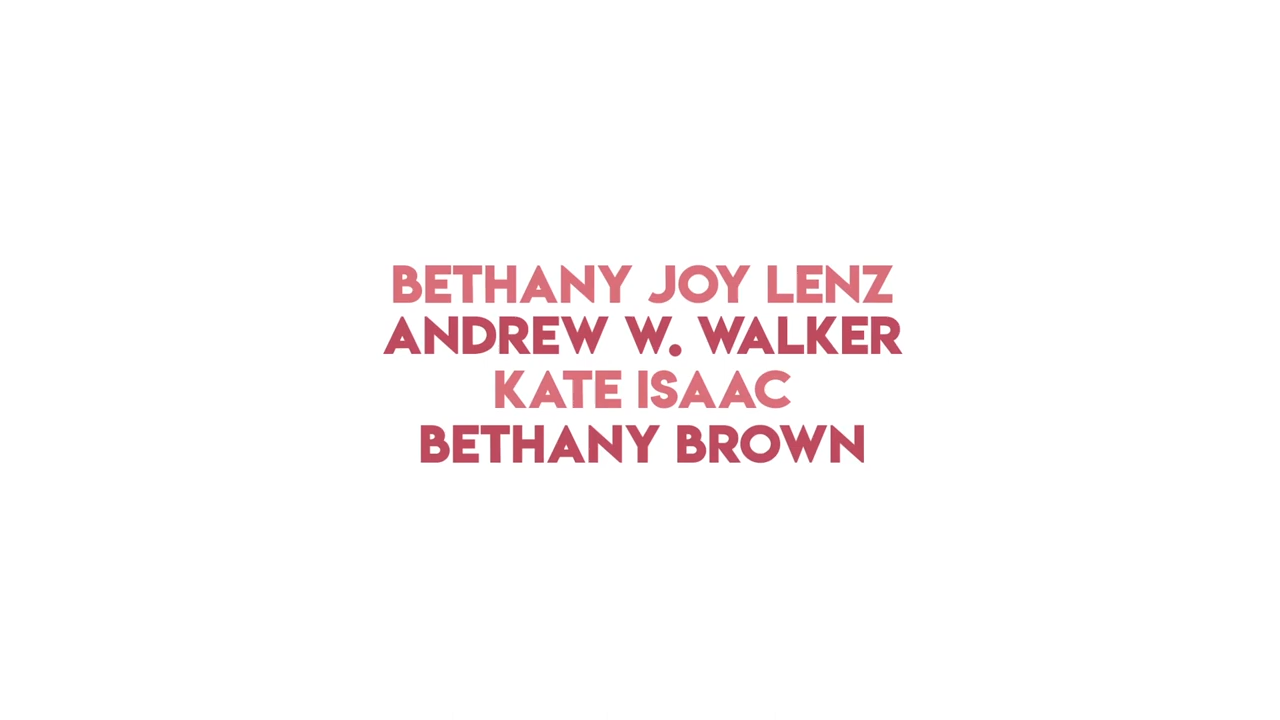 BETHANY JOY LENZ
ANDREW W. WALKER
KATE ISAAC
BETHANY BROWN